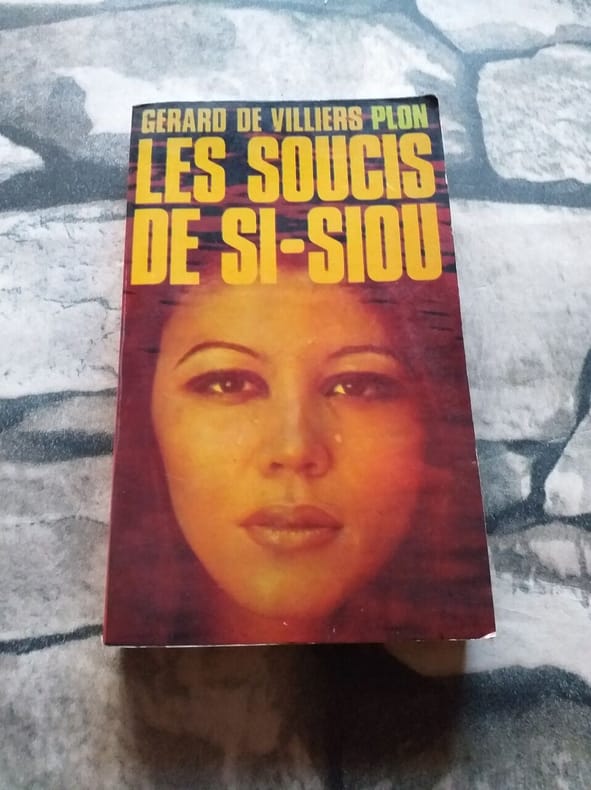 GERARD DE VILLIERS PLON
LES SOUCIS
DE SI-SIOU